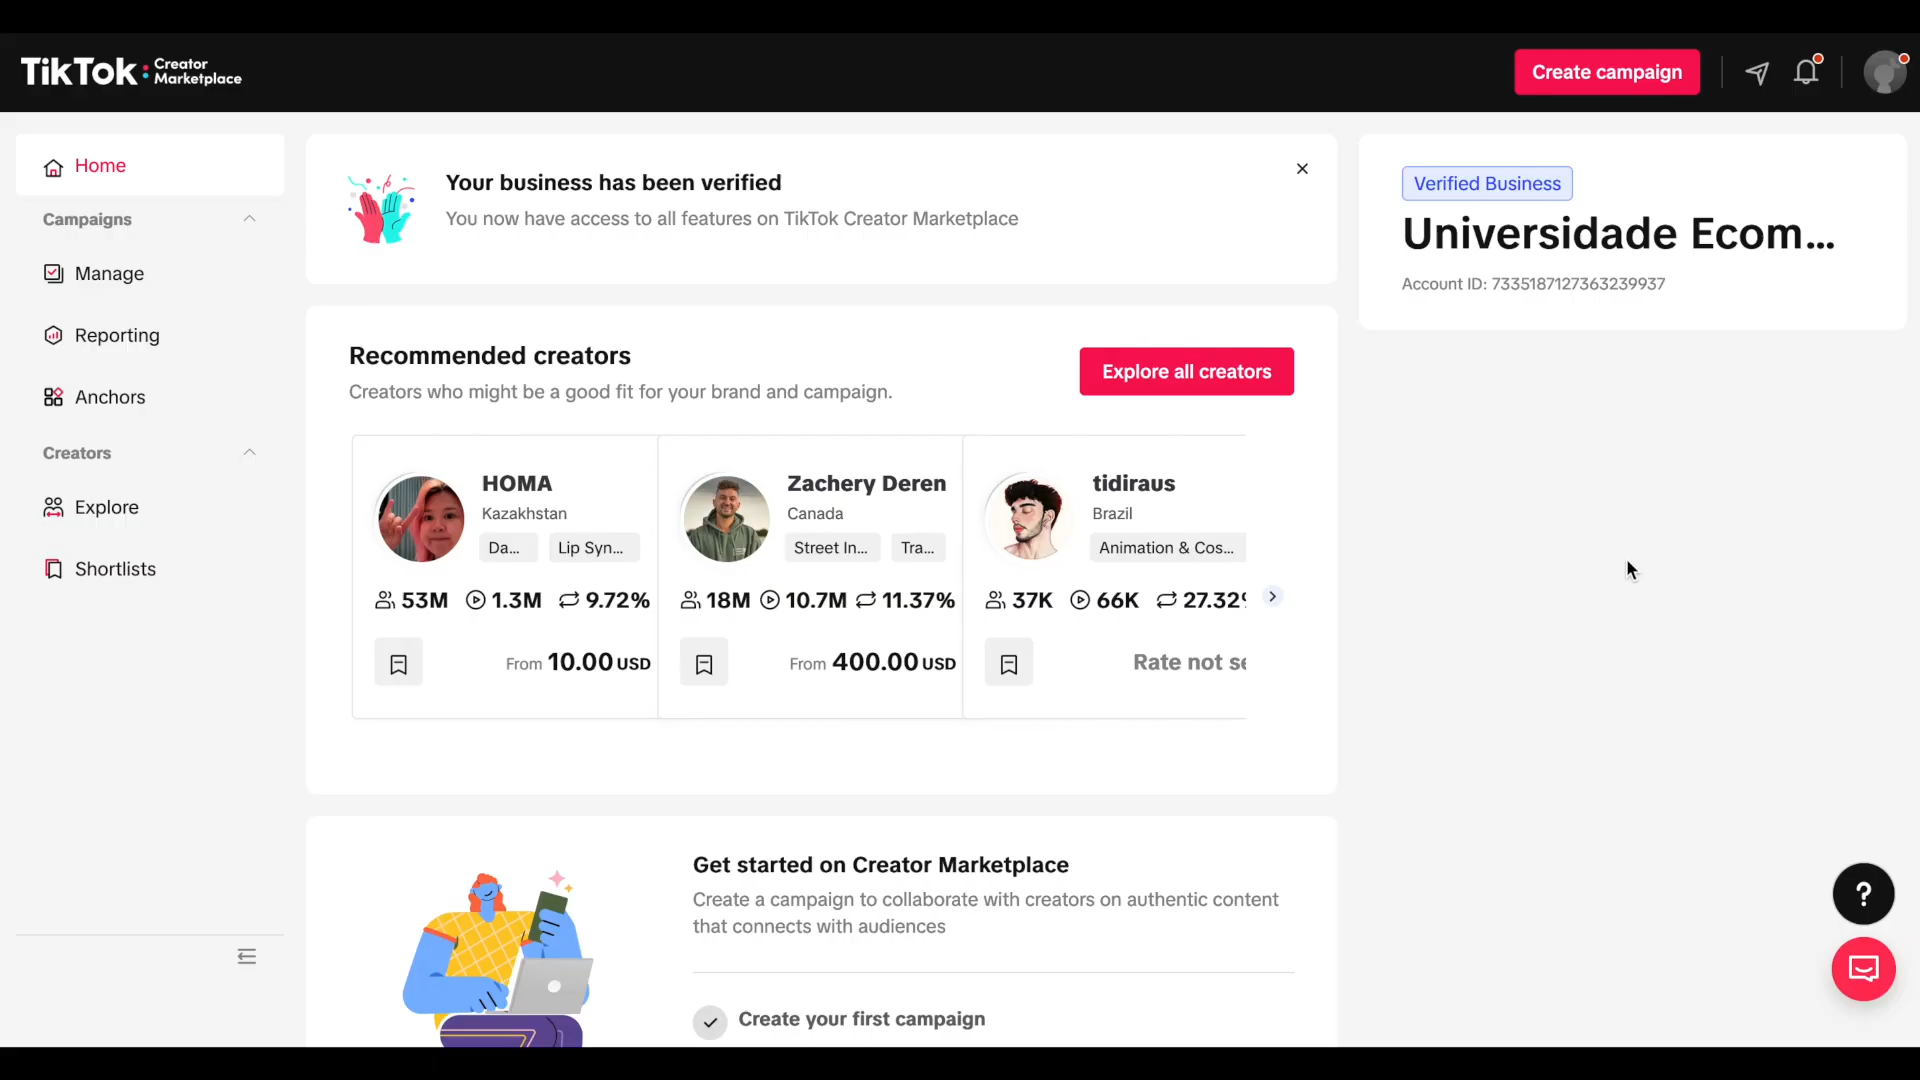 TikTok: Creator Marketplace
Create campaign
Home
Campaigns
Manage
Reporting
Anchors
Creators
Explore
Shortlists
Your business has been verified
You now have access to all features on TikTok Creator Marketplace
Verified Business
Universidade Ecom...
Account ID: 7335187127363239937
Recommended creators
Creators who might be a good fit for your brand and campaign.
Explore all creators
HOMA
Kazakhstan
Da... Lip Syn...
53M 1.3M 9.72%
From 10.00 USD
Zachery Deren
Canada
Street In... Tra...
18M 10.7M 11.37%
From 400.00 USD
tidiraus
Brazil
Animation & Cos...
37K 66K 27.32%
Rate not se
Get started on Creator Marketplace
Create a campaign to collaborate with creators on authentic content
that connects with audiences
Create your first campaign
?